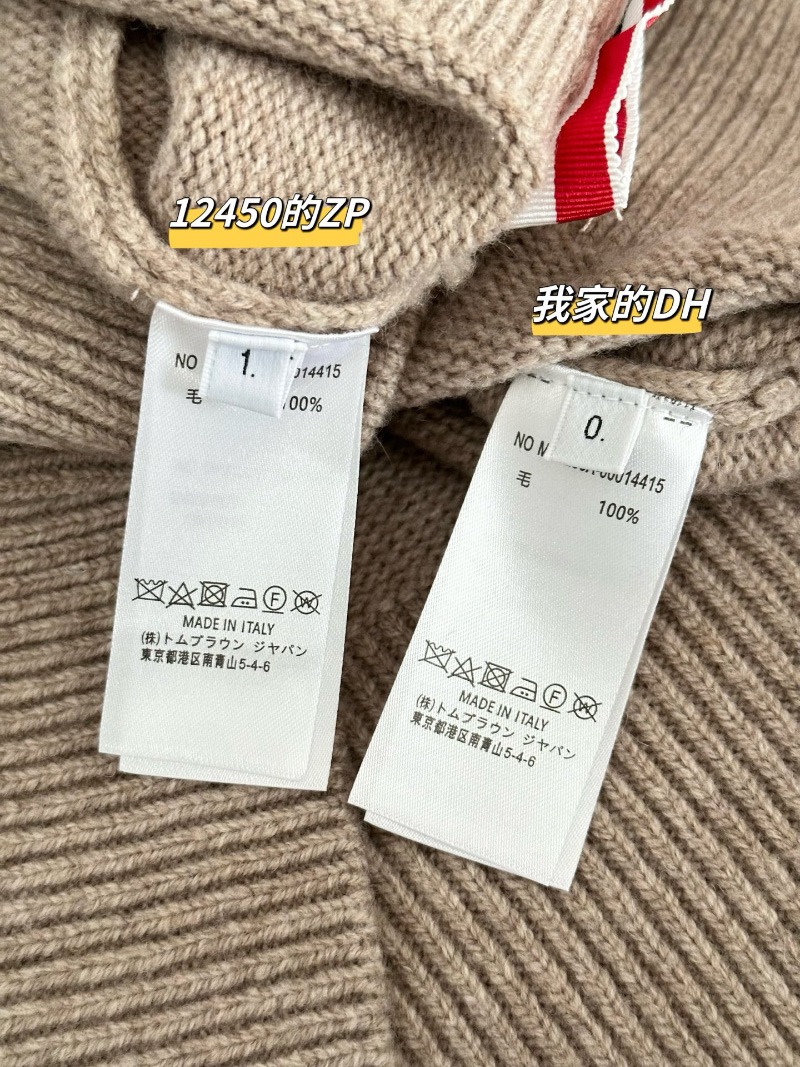 12450的ZP
我家的DH
1.
NO 014415
毛
100%
MADE IN ITALY
(株)トムブラウン ジャパン
東京都港区南青山5-4-6
0.
NO M 00014415
毛
100%
MADE IN ITALY
(株)トムブラウン ジャパン
東京都港区南青山5-4-6